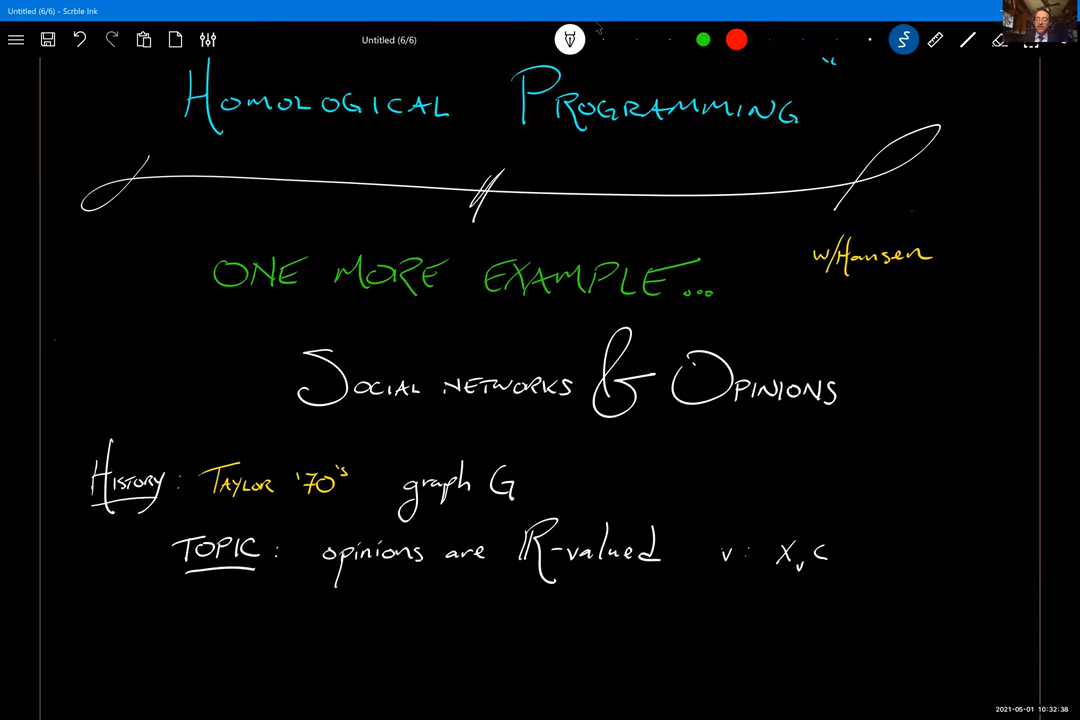 Untitled (6/6) - Scrble Ink
Untitled (6/6)
HOMOLOGICAL PROGRAMMING "
w/Hansen
ONE MORE EXAMPLE...
SOCIAL NETWORKS & OPINIONS
HISTORY: TAYLOR '70's graph G
TOPIC: opinions are R-valued v: Xv
2021-05-01 10:32:38